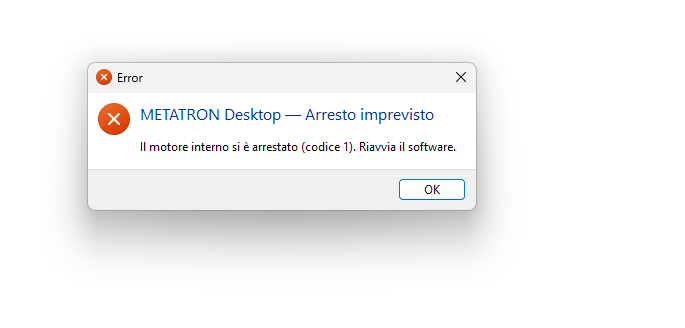 Error
METATRON Desktop — Arresto imprevisto
Il motore interno si è arrestato (codice 1). Riavvia il software.
OK